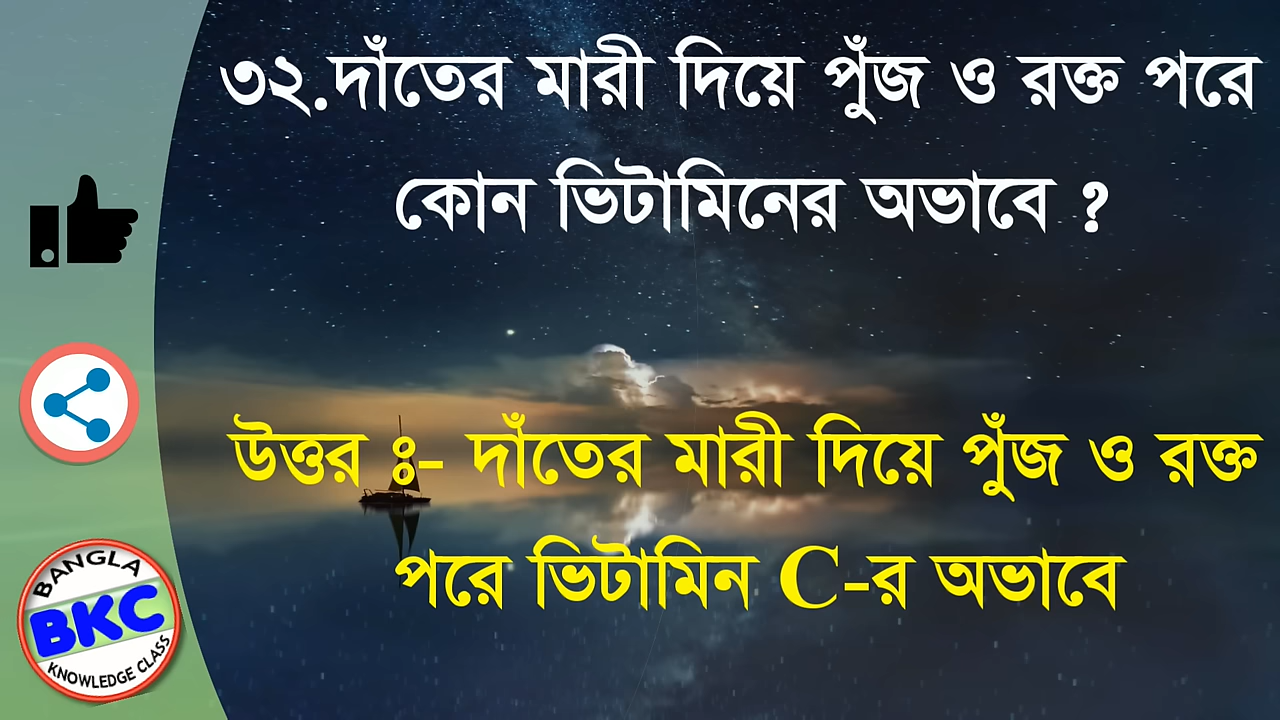 ৩২.দাঁতের মারী দিয়ে পুঁজ ও রক্ত পরে
কোন ভিটামিনের অভাবে ?
উত্তর ঃ- দাঁতের মারী দিয়ে পুঁজ ও রক্ত
পরে ভিটামিন C-র অভাবে
BANGLA
BKC
KNOWLEDGE CLASS